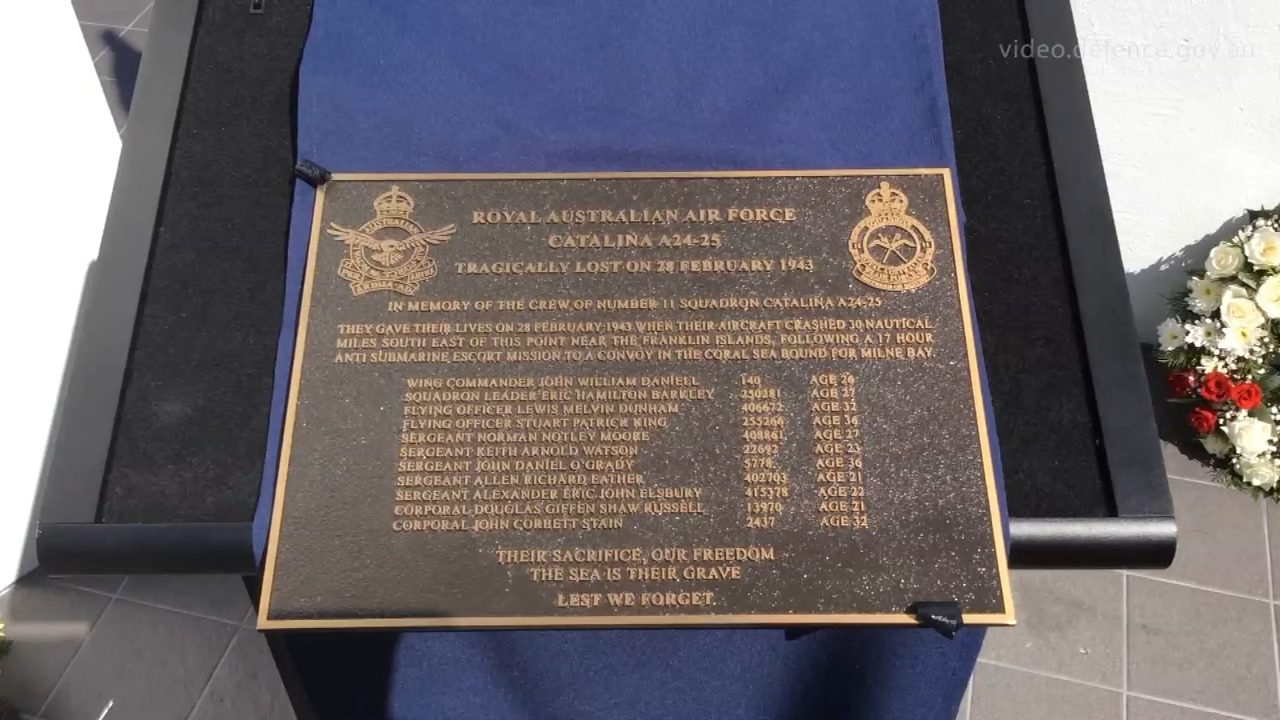 video.defence.gov.au
ROYAL AUSTRALIAN AIR FORCE
CATALINA A24-25
TRAGICALLY LOST ON 28 FEBRUARY 1943
IN MEMORY OF THE CREW OF NUMBER 11 SQUADRON CATALINA A24-25
THEY GAVE THEIR LIVES ON 28 FEBRUARY 1943 WHEN THEIR AIRCRAFT CRASHED 30 NAUTICAL
MILES SOUTH EAST OF THIS POINT NEAR THE FRANKLIN ISLANDS, FOLLOWING A 17 HOUR
ANTI SUBMARINE ESCORT MISSION TO A CONVOY IN THE CORAL SEA BOUND FOR MILNE BAY.
WING COMMANDER JOHN WILLIAM DANIELL 140 AGE 26
SQUADRON LEADER ERIC HAMILTON BARKLEY 250281 AGE 27
FLYING OFFICER LEWIS MELVIN DUNHAM 406672 AGE 32
FLYING OFFICER STUART PATRICK KING 255266 AGE 36
SERGEANT NORMAN NOTLEY MOORE 408861 AGE 27
SERGEANT KEITH ARNOLD WATSON 22692 AGE 23
SERGEANT JOHN DANIEL O'GRADY 5778 AGE 36
SERGEANT ALLEN RICHARD EATHER 402703 AGE 21
SERGEANT ALEXANDER ERIC JOHN ELSBURY 415378 AGE 22
CORPORAL DOUGLAS GIFFEN SHAW RUSSELL 13970 AGE 21
CORPORAL JOHN CORBETT STAIN 2437 AGE 32
THEIR SACRIFICE, OUR FREEDOM
THE SEA IS THEIR GRAVE
LEST WE FORGET.